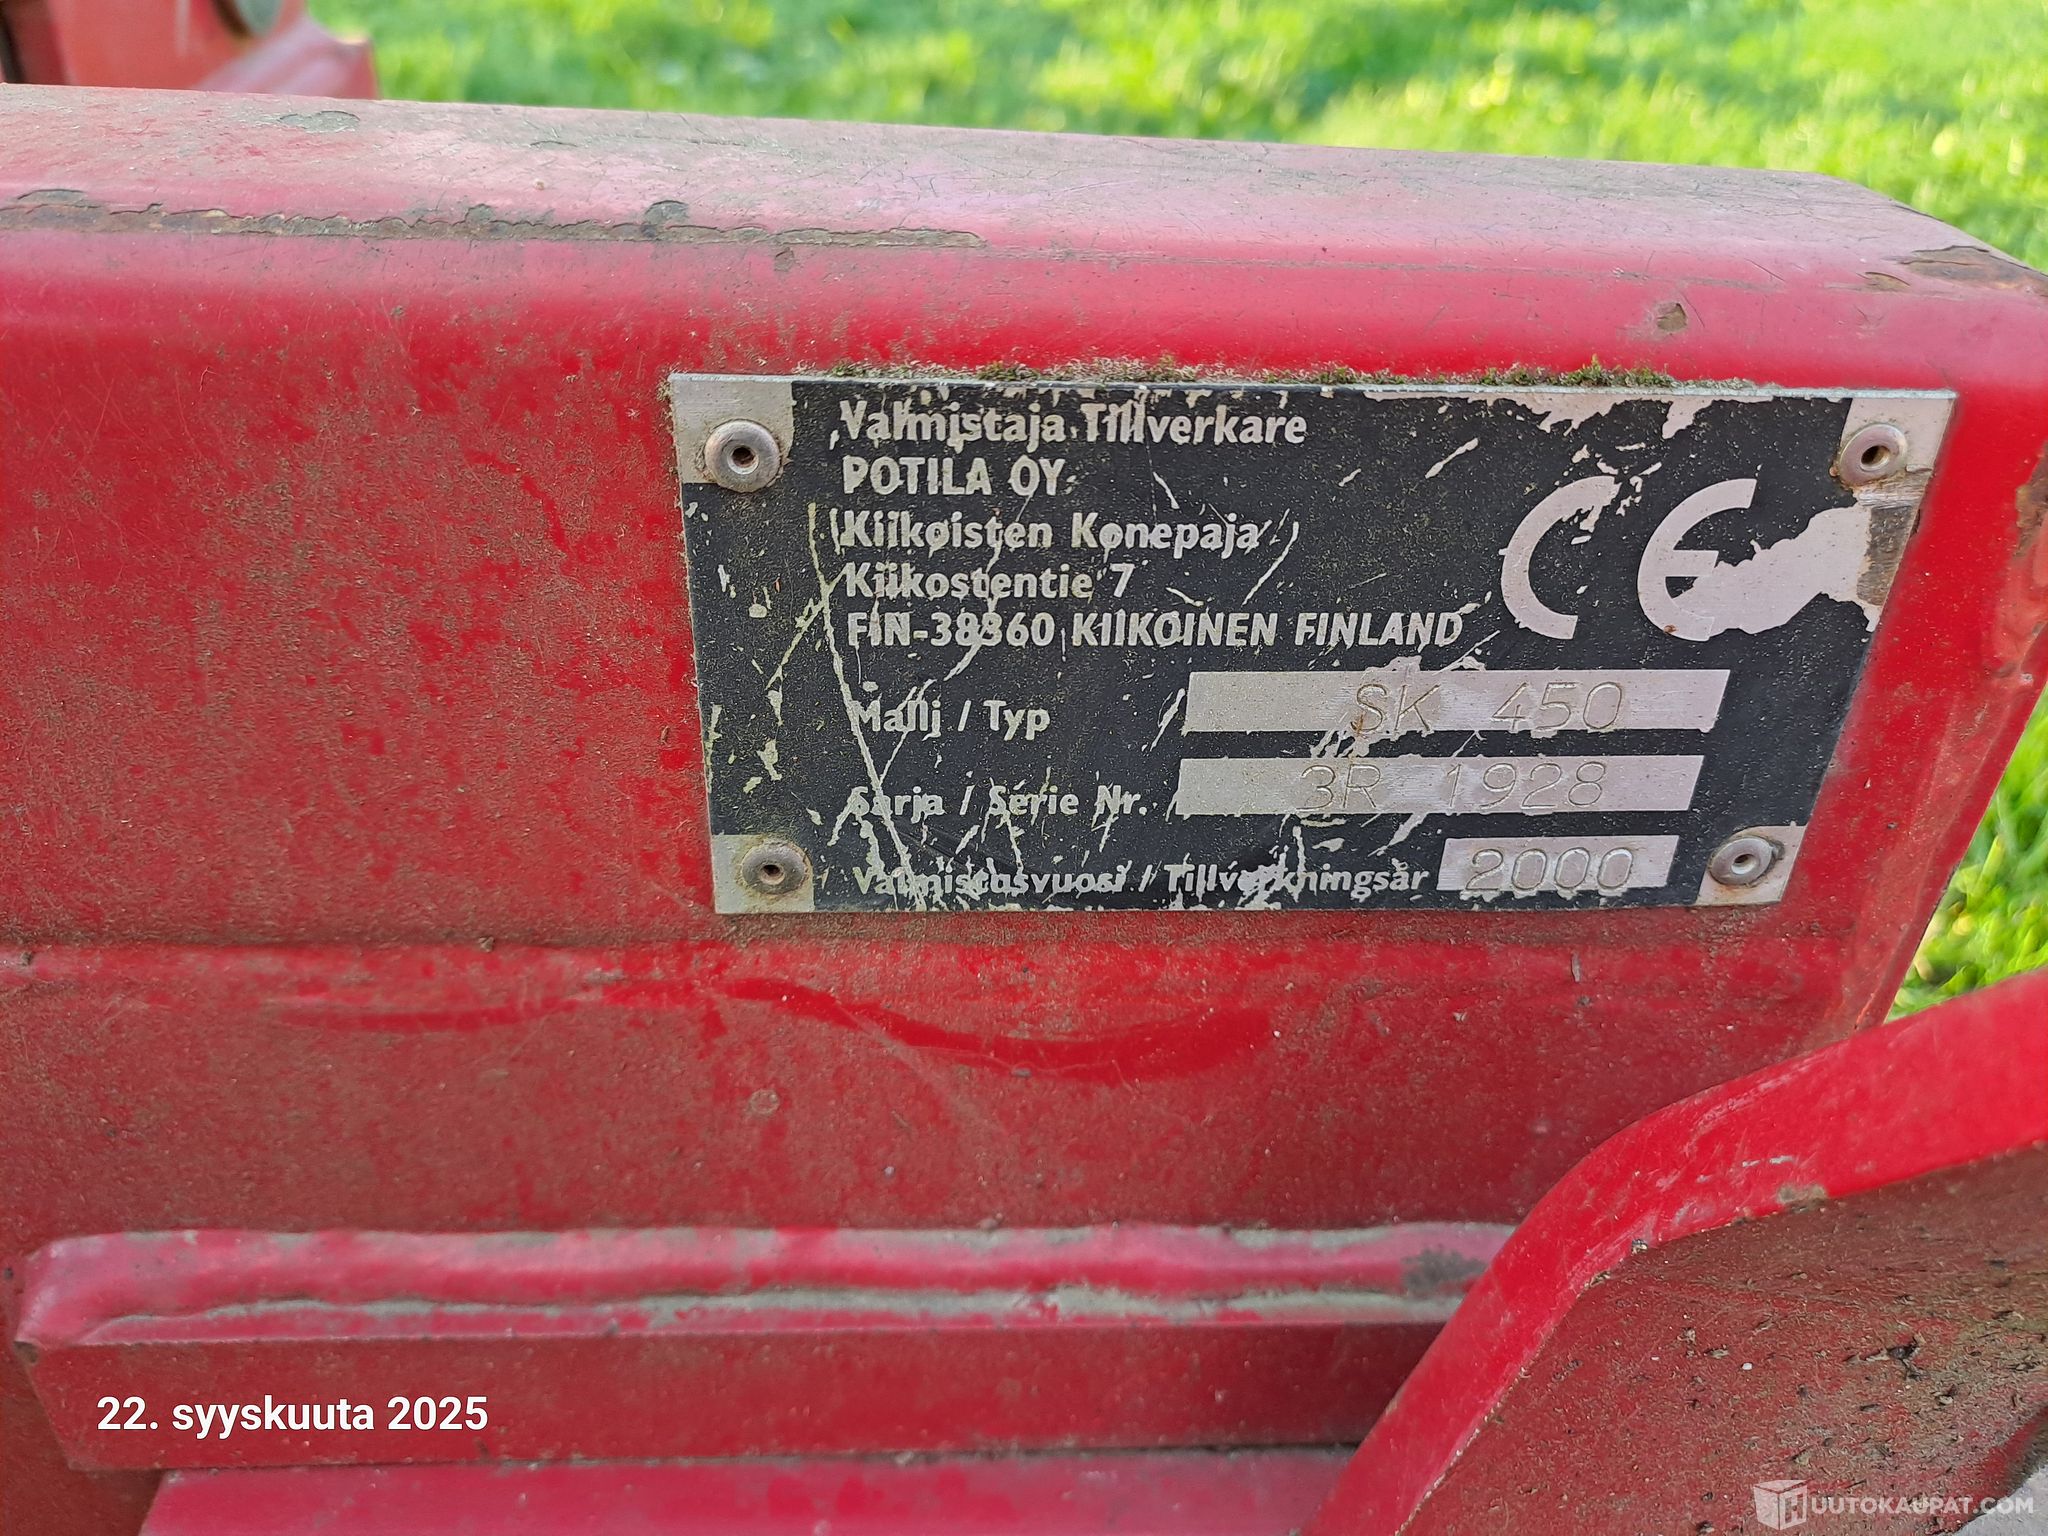 Valmistaja Tillverkare
POTILA OY
Kiikoisten Konepaja
Kiikostentie 7
FIN-38360 KIIKOINEN FINLAND
CE
Malli / Typ SK 450
Sarja / Serie Nr. 3R 1928
Valmistusvuosi / Tillverkningsår 2000
22. syyskuuta 2025
HUUTOKAUPAT.COM